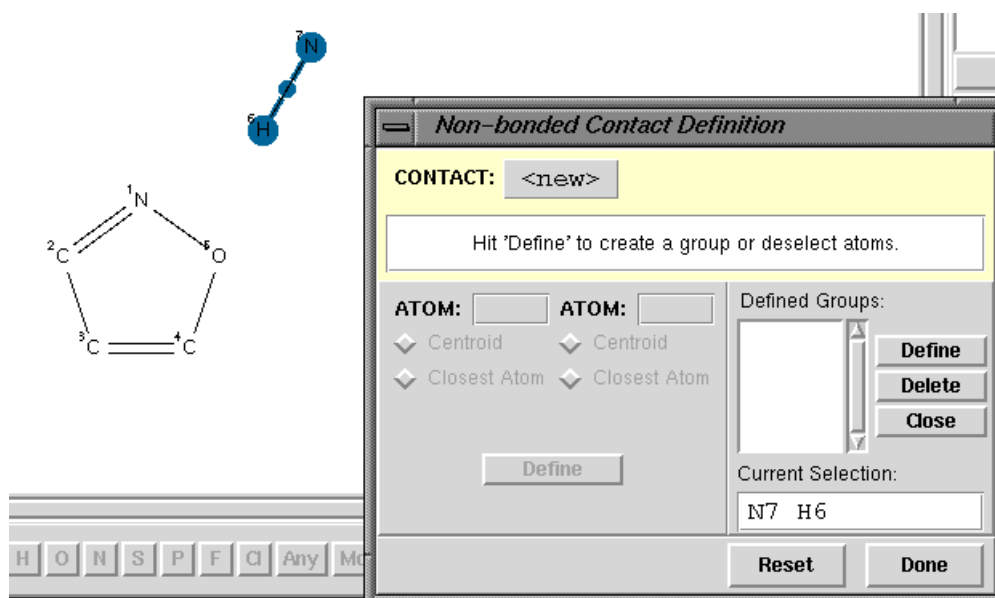 7
N
6
H
1
N
2
C
5
O
3
C
4
C
Non-bonded Contact Definition
CONTACT: <new>
Hit 'Define' to create a group or deselect atoms.
ATOM: ATOM:
Centroid Centroid
Closest Atom Closest Atom
Define
Defined Groups:
Define
Delete
Close
Current Selection:
N7 H6
H O N S P F Cl Any
Reset Done